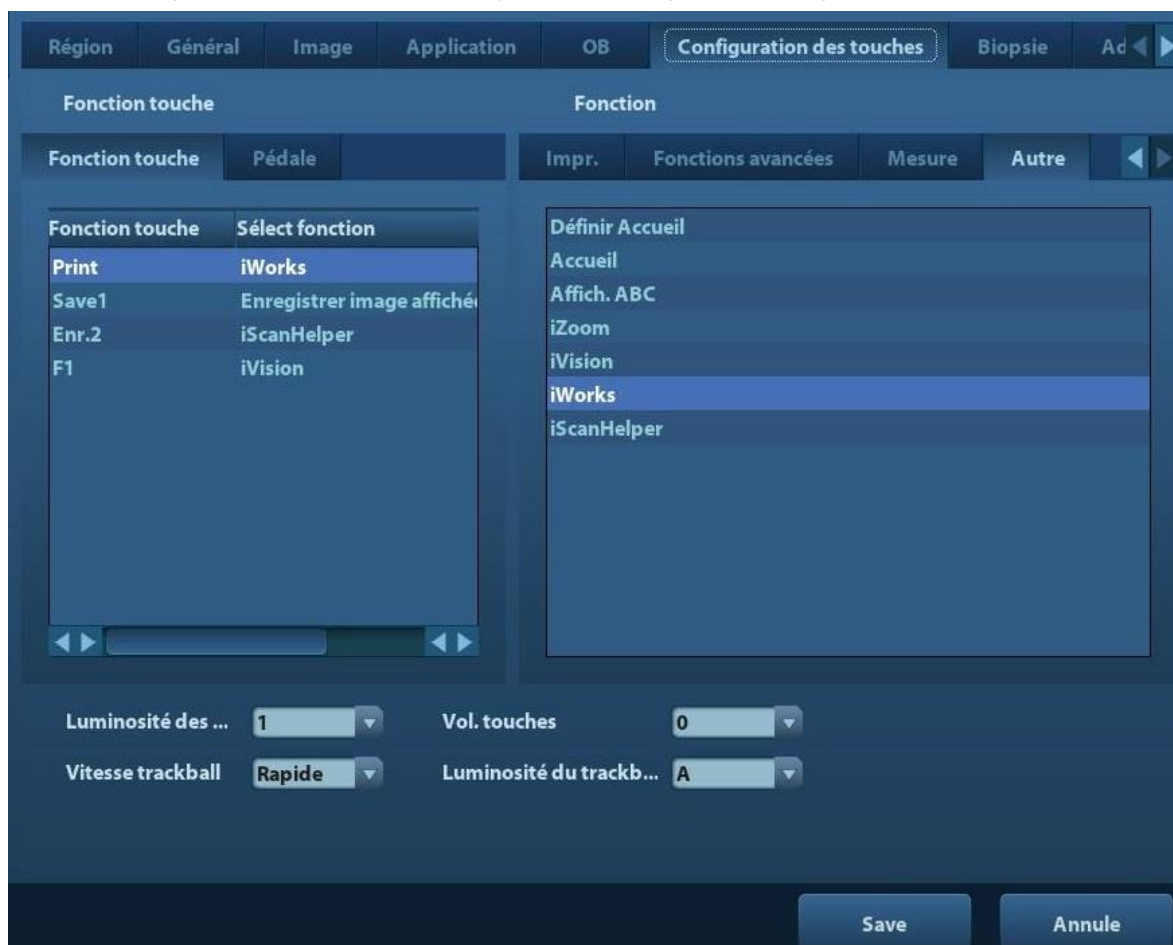 Région Général Image Application OB Configuration des touches Biopsie Ad
Fonction touche Fonction
Fonction touche Pédale Impr. Fonctions avancées Mesure Autre
Fonction touche Sélect fonction
Print iWorks
Save1 Enregistrer image affichée
Enr.2 iScanHelper
F1 iVision
Définir Accueil
Accueil
Affich. ABC
iZoom
iVision
iWorks
iScanHelper
Luminosité des ... 1 Vol. touches 0
Vitesse trackball Rapide Luminosité du trackb... A
Save Annule